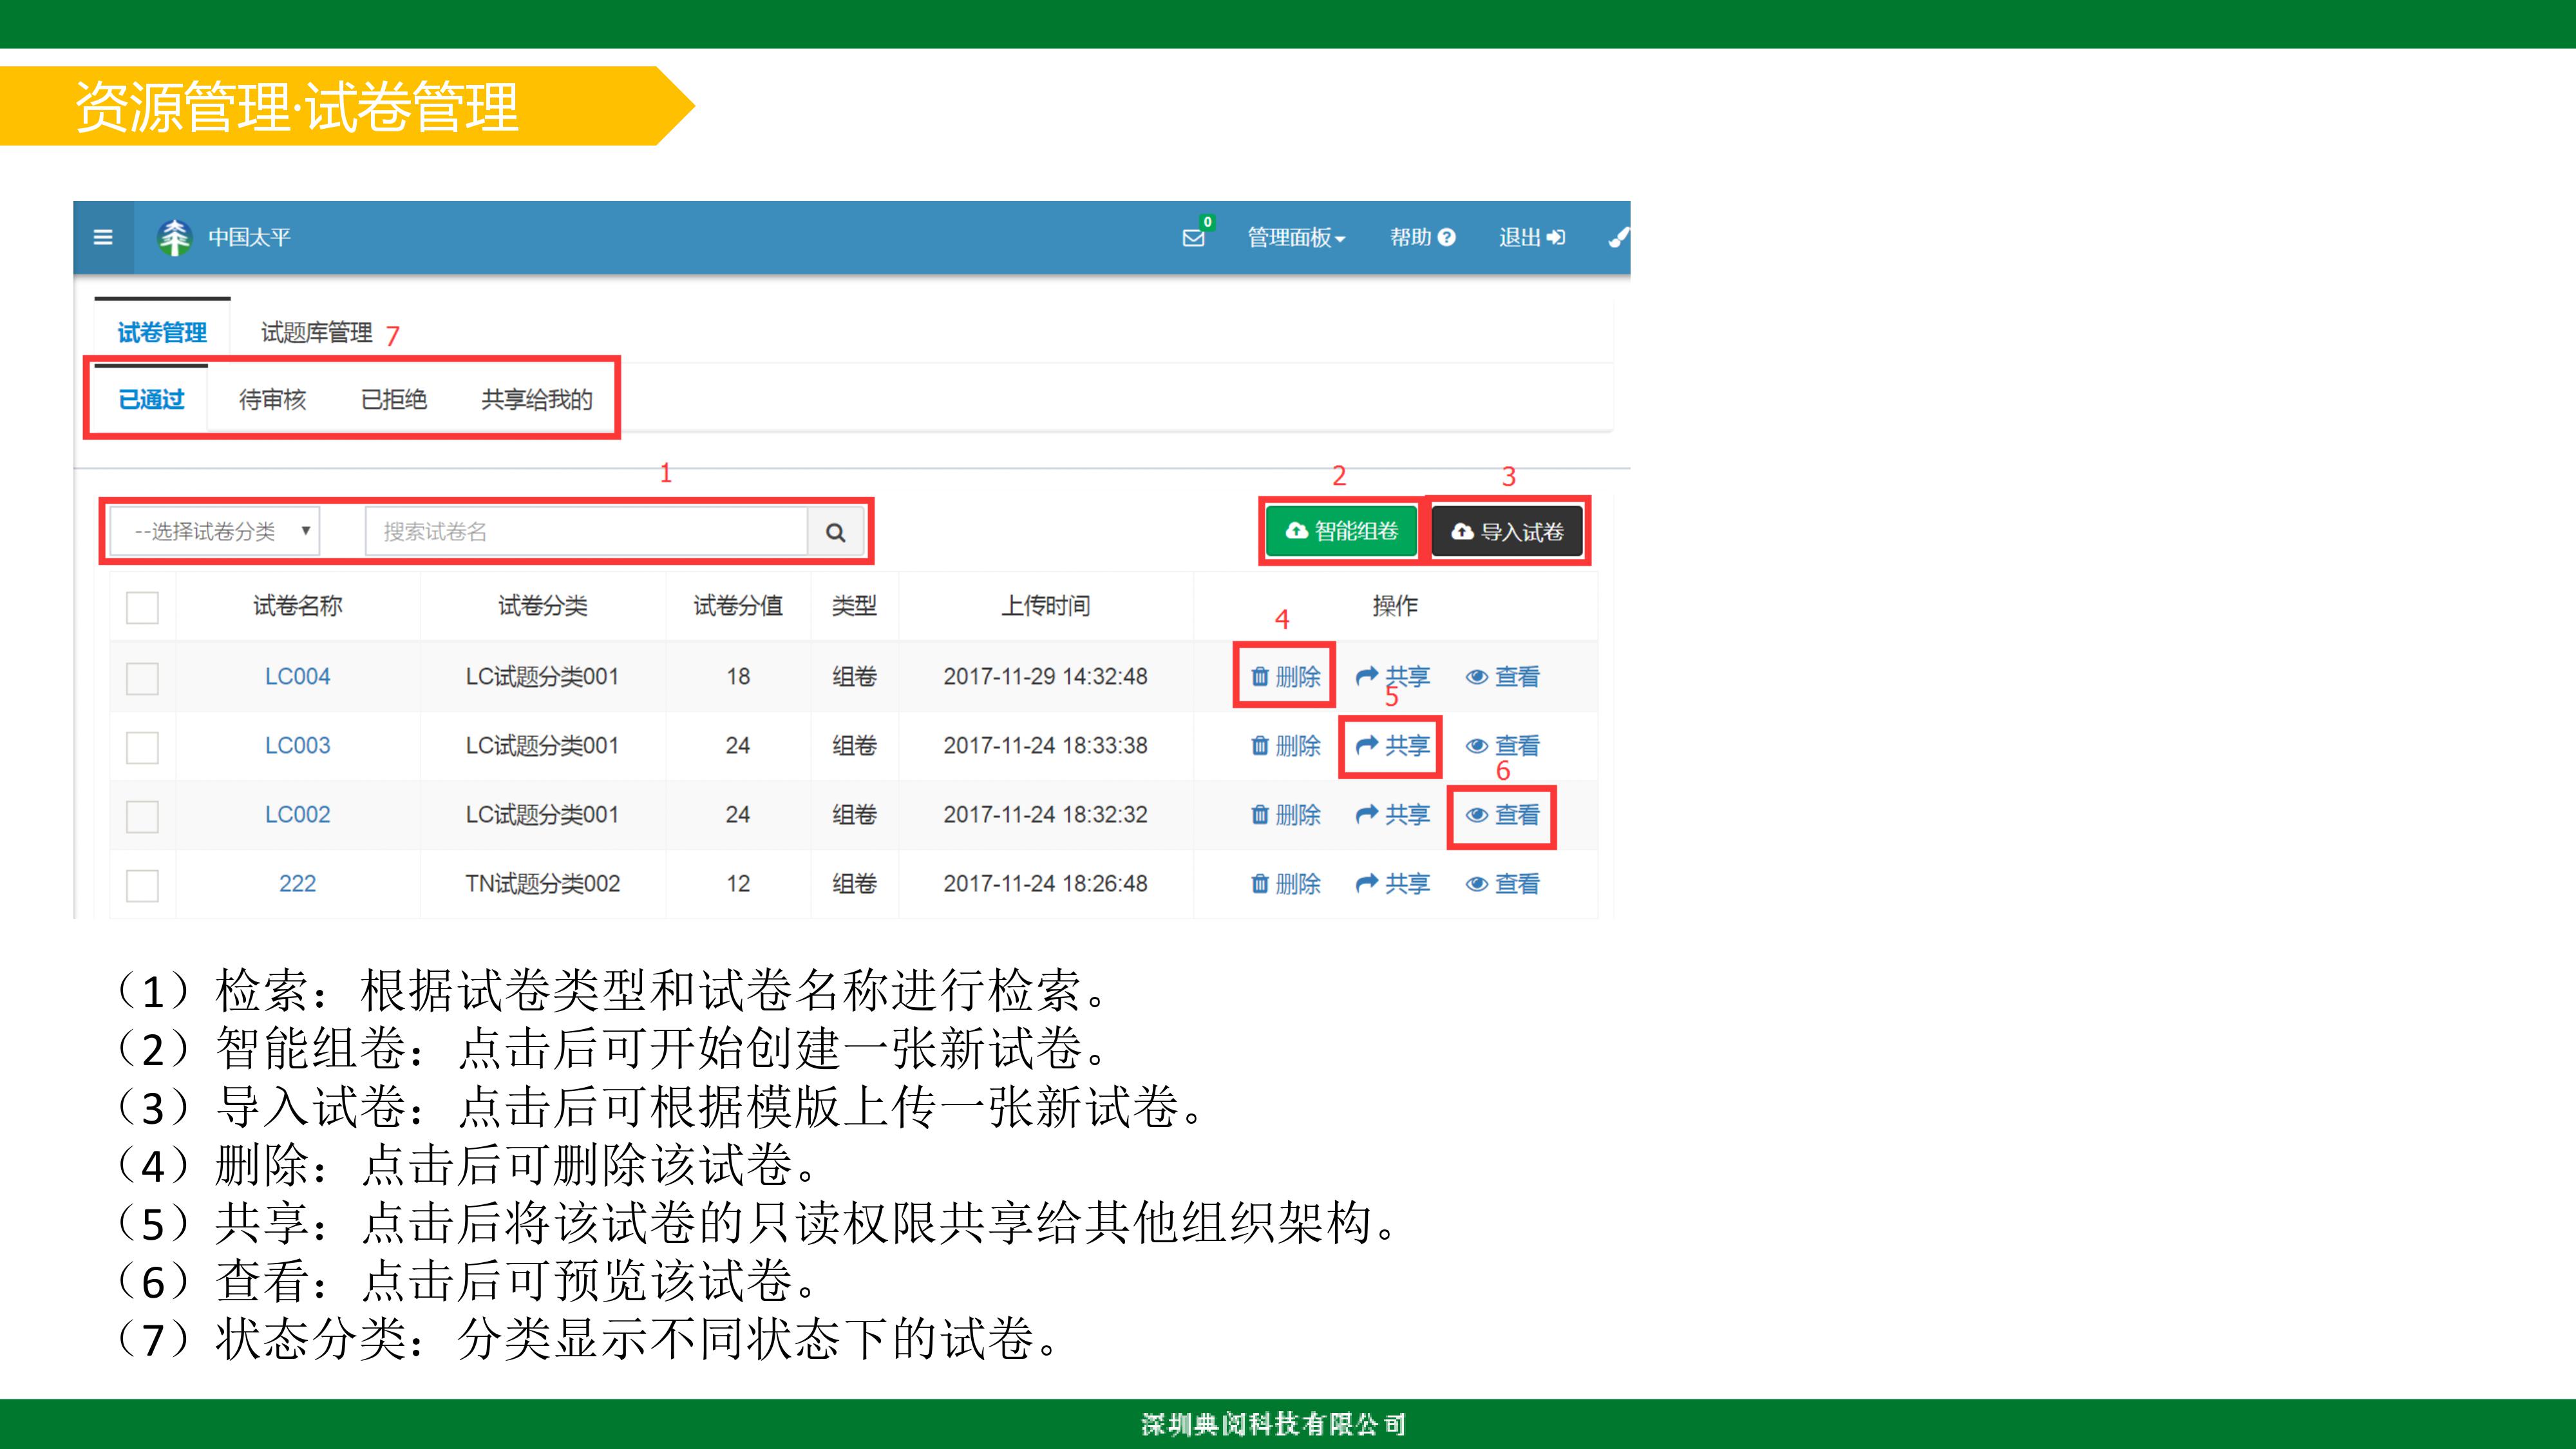 资源管理·试卷管理
中国太平
0
管理面板 帮助 退出
试卷管理 试题库管理 7
已通过 待审核 已拒绝 共享给我的
1 2 3
--选择试卷分类 搜索试卷名 智能组卷 导入试卷
试卷名称 试卷分类 试卷分值 类型 上传时间 操作
4
LC004 LC试题分类001 18 组卷 2017-11-29 14:32:48 删除 共享 查看
5
LC003 LC试题分类001 24 组卷 2017-11-24 18:33:38 删除 共享 查看
6
LC002 LC试题分类001 24 组卷 2017-11-24 18:32:32 删除 共享 查看
222 TN试题分类002 12 组卷 2017-11-24 18:26:48 删除 共享 查看
（1）检索：根据试卷类型和试卷名称进行检索。
（2）智能组卷：点击后可开始创建一张新试卷。
（3）导入试卷：点击后可根据模版上传一张新试卷。
（4）删除：点击后可删除该试卷。
（5）共享：点击后将该试卷的只读权限共享给其他组织架构。
（6）查看：点击后可预览该试卷。
（7）状态分类：分类显示不同状态下的试卷。
深圳典阅科技有限公司